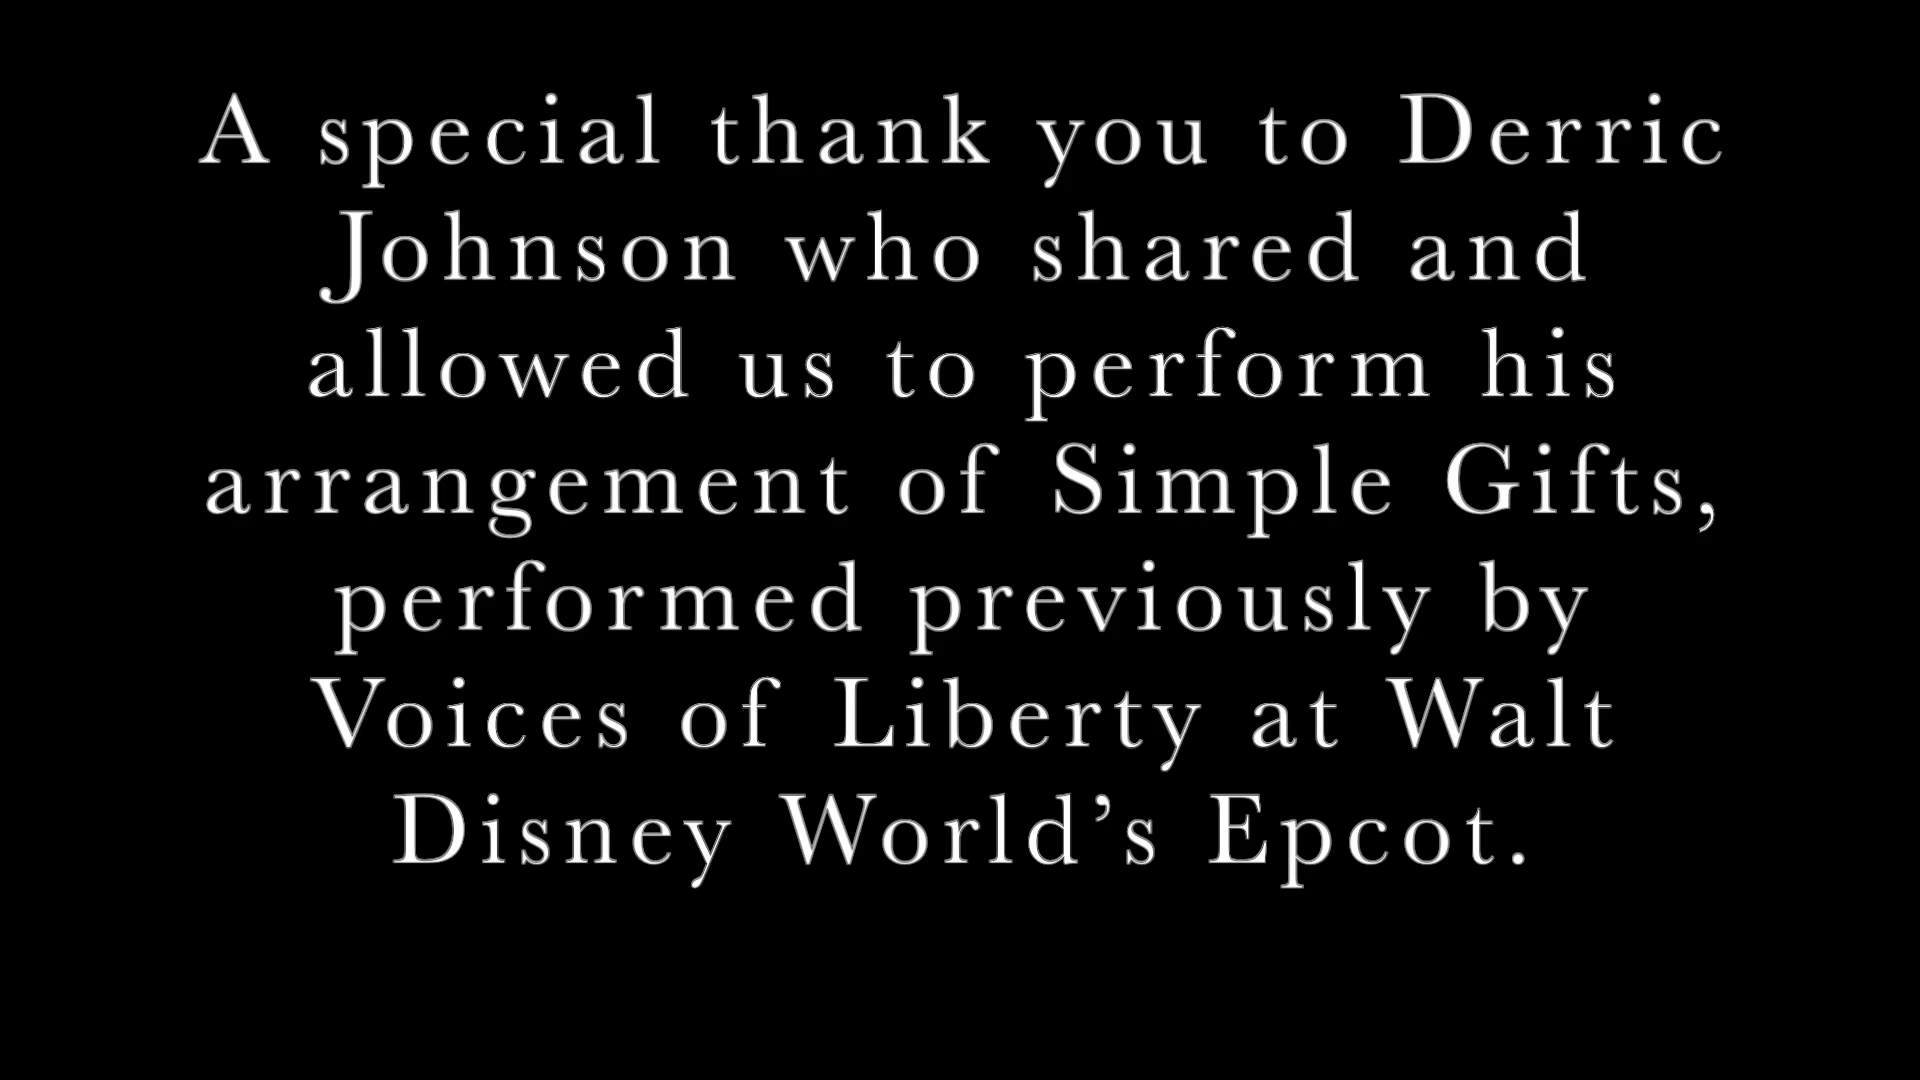 A special thank you to Derric
Johnson who shared and
allowed us to perform his
arrangement of Simple Gifts,
performed previously by
Voices of Liberty at Walt
Disney World’s Epcot.